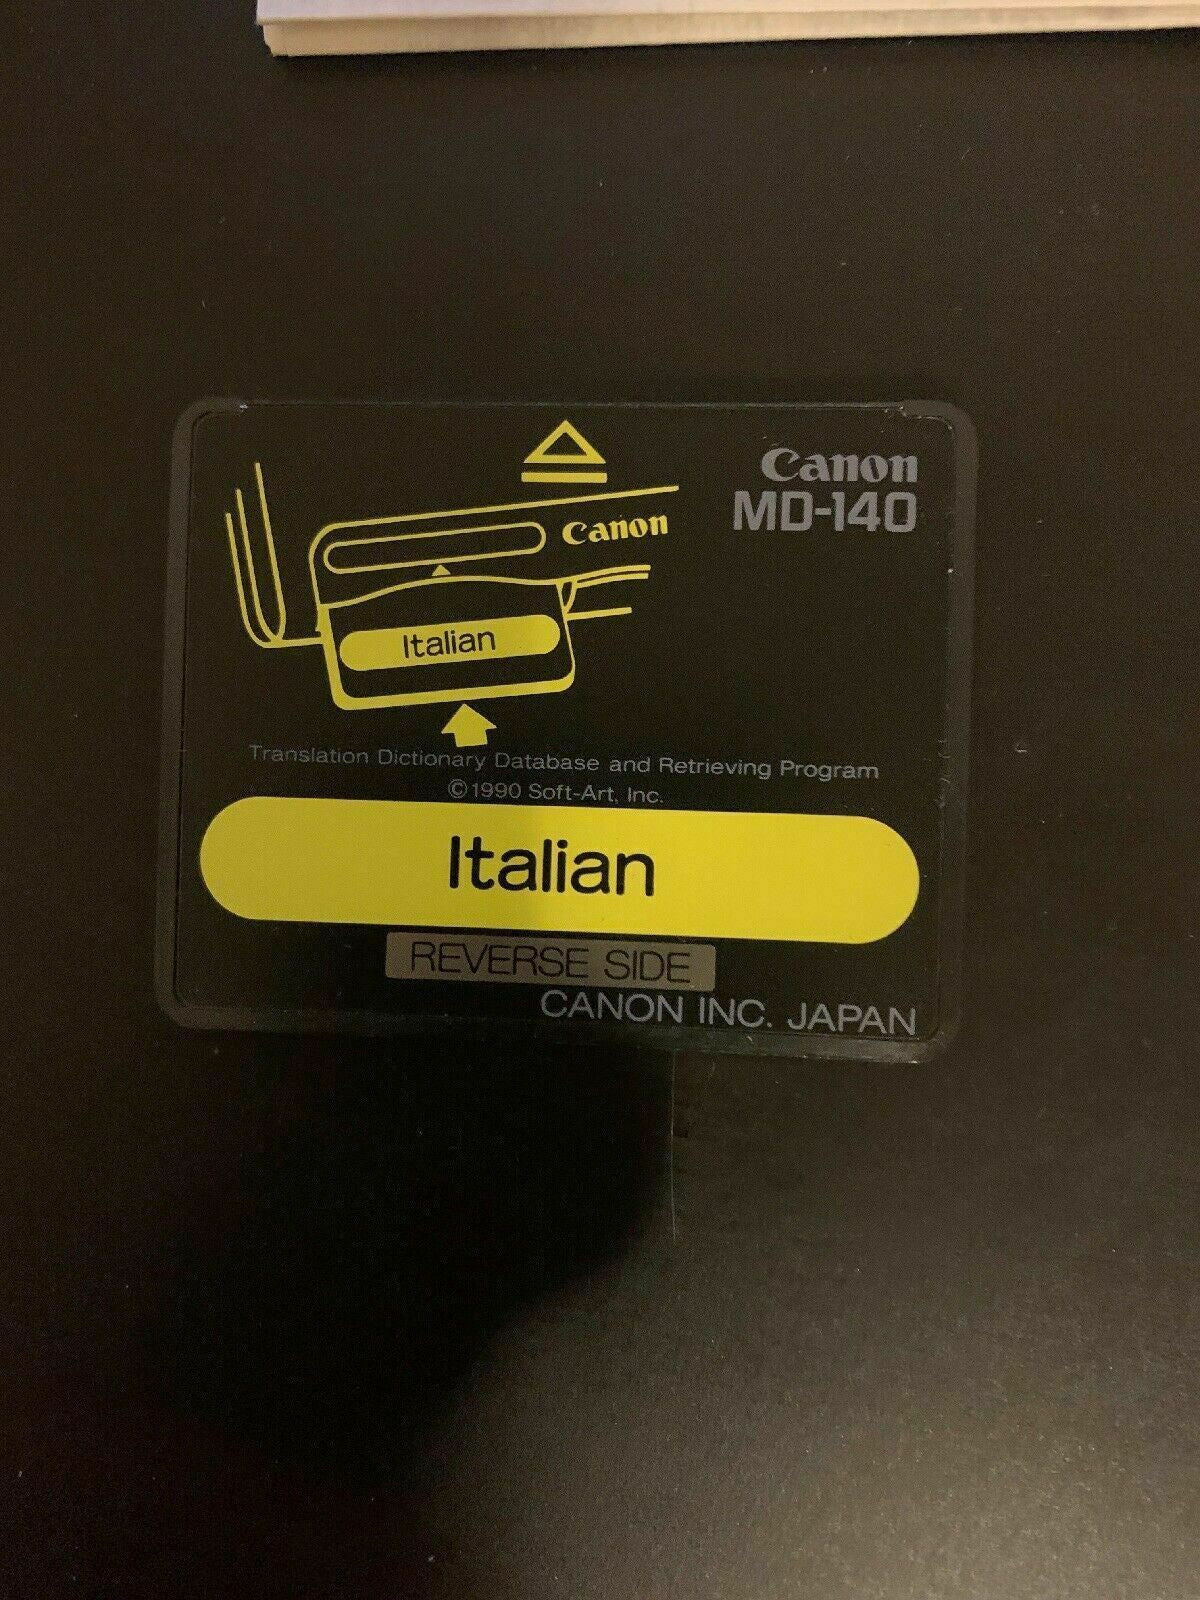 Canon
MD-140
Canon
Italian
Translation Dictionary Database and Retrieving Program
©1990 Soft-Art, Inc.
Italian
REVERSE SIDE
CANON INC. JAPAN